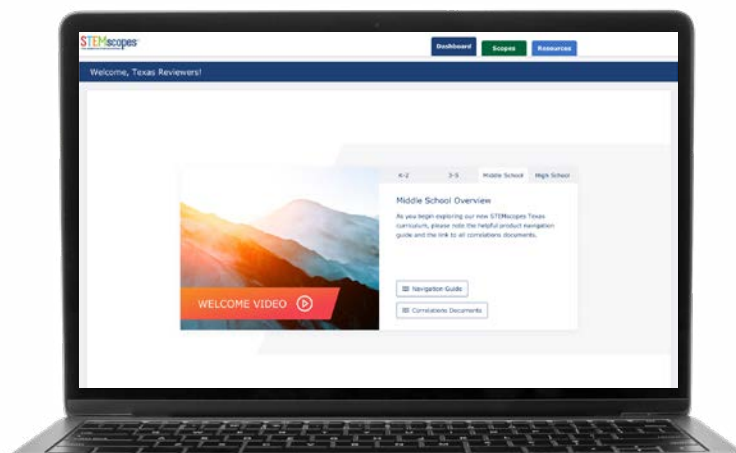 STEMscopes
Dashboard
Scopes
Resources
Welcome, Texas Reviewers!
K-2
3-5
Middle School
High School
Middle School Overview
As you begin exploring our new STEMscopes Texas
curriculum, please note the helpful product navigation
guide and the link to all correlations documents.
Navigation Guide
WELCOME VIDEO
Correlations Documents